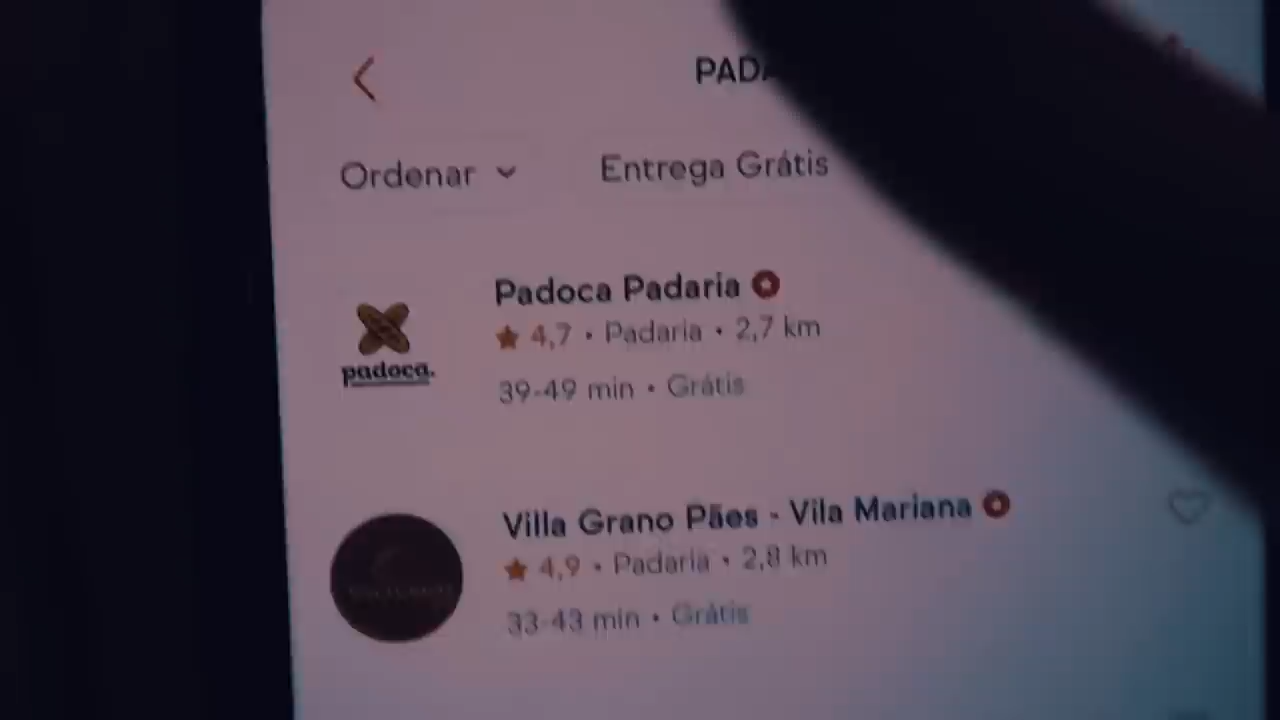 Ordenar
Entrega Grátis
Padoca Padaria
4,7 • Padaria • 2,7 km
39-49 min • Grátis
padoca.
Villa Grano Pães - Vila Mariana
4,9 • Padaria • 2,8 km
33-43 min • Grátis